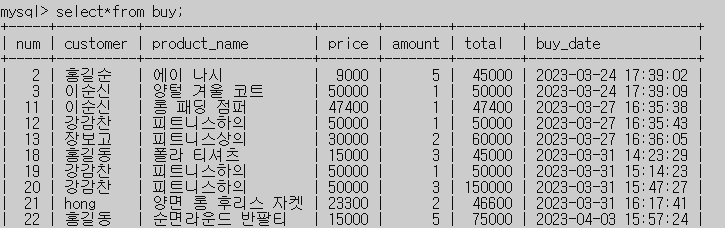 mysql> select*from buy;
| num | customer | product_name | price | amount | total | buy_date |
| 2 | 홍길순 | 에이 나시 | 9000 | 5 | 45000 | 2023-03-24 17:39:02 |
| 3 | 이순신 | 양털 겨울 코트 | 50000 | 1 | 50000 | 2023-03-24 17:39:09 |
| 11 | 이순신 | 롱 패딩 점퍼 | 47400 | 1 | 47400 | 2023-03-27 16:35:38 |
| 12 | 강감찬 | 피트니스하의 | 50000 | 1 | 50000 | 2023-03-27 16:35:43 |
| 13 | 장보고 | 피트니스상의 | 30000 | 2 | 60000 | 2023-03-27 16:36:05 |
| 18 | 홍길동 | 폴라 티셔츠 | 15000 | 3 | 45000 | 2023-03-31 14:23:29 |
| 19 | 강감찬 | 피트니스하의 | 50000 | 1 | 50000 | 2023-03-31 15:14:23 |
| 20 | 강감찬 | 피트니스하의 | 50000 | 3 | 150000 | 2023-03-31 15:47:27 |
| 21 | hong | 양면 롱 후리스 자켓 | 23300 | 2 | 46600 | 2023-03-31 16:17:41 |
| 22 | 홍길동 | 순면라운드 반팔티 | 15000 | 5 | 75000 | 2023-04-03 15:57:24 |